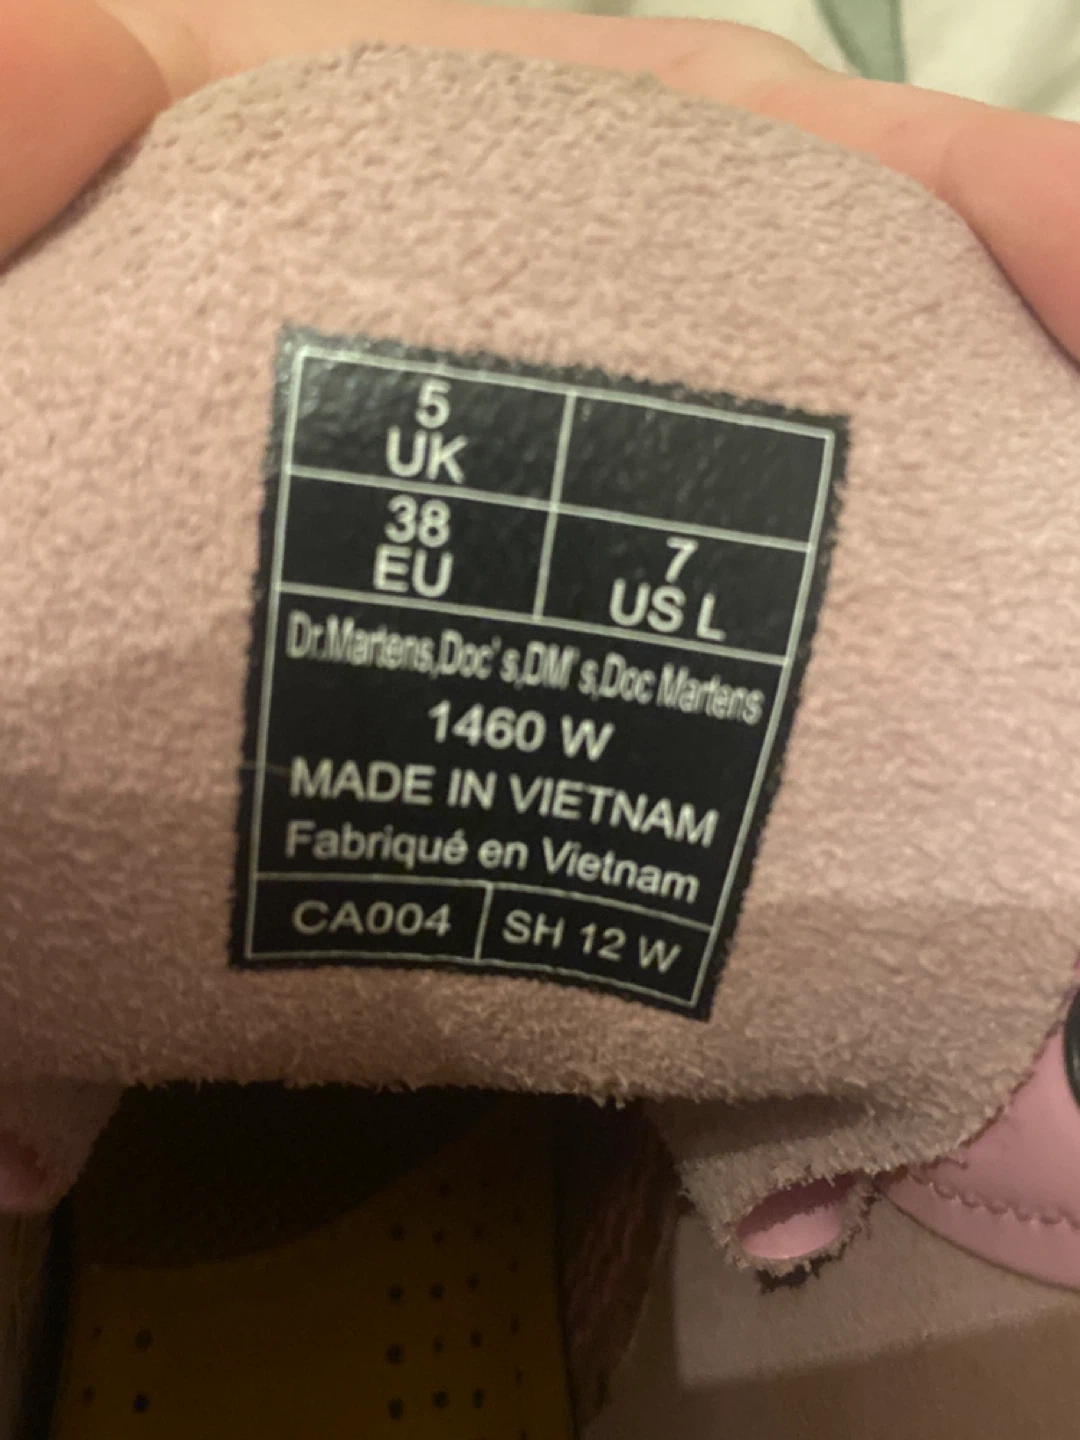 5
UK
38
EU
7
US L
Dr.Martens,Doc's,DM's,Doc Martens
1460 W
MADE IN VIETNAM
Fabriqué en Vietnam
CA004
SH 12 W